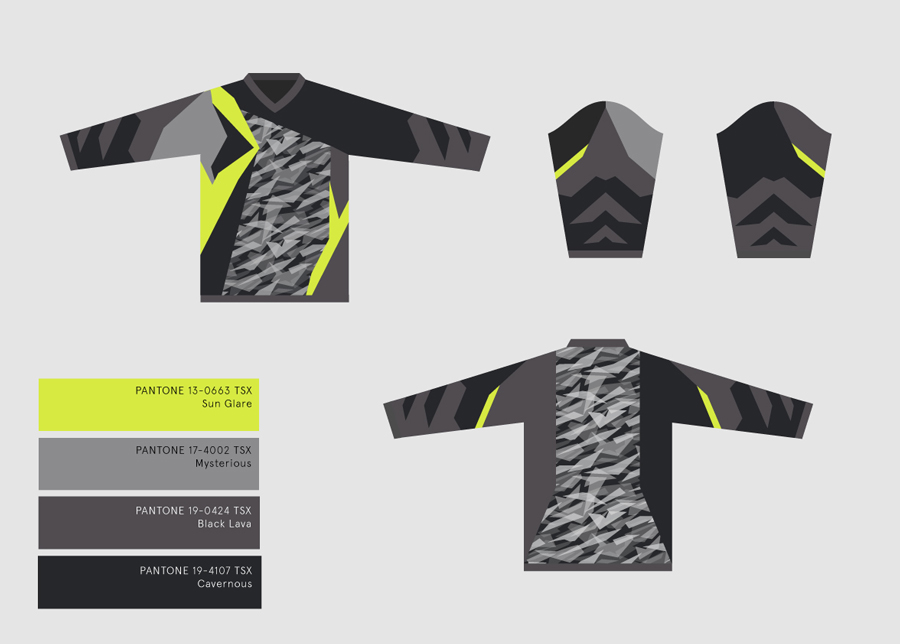 PANTONE 13-0663 TSX
Sun Glare
PANTONE 17-4002 TSX
Mysterious
PANTONE 19-0424 TSX
Black Lava
PANTONE 19-4107 TSX
Cavernous